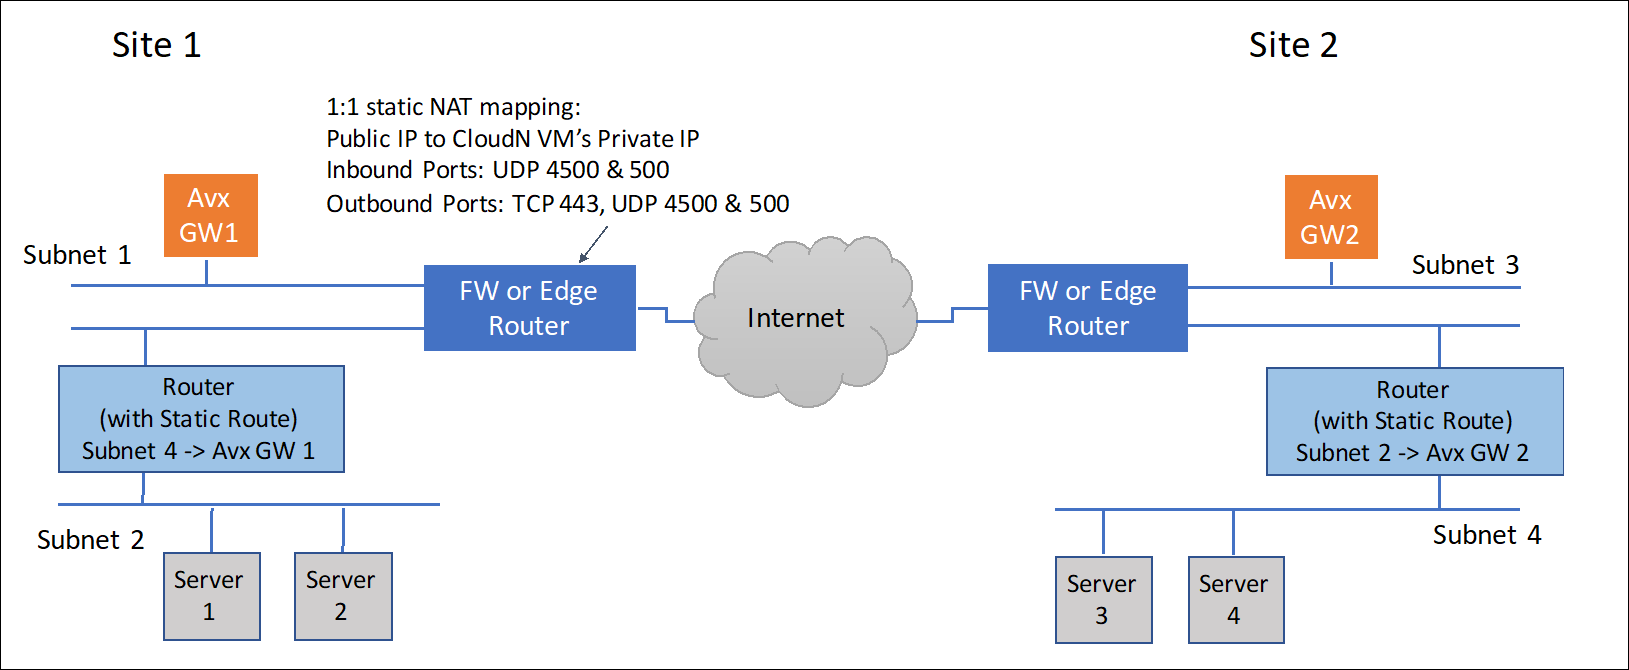 Site 1
Site 2
1:1 static NAT mapping:
Public IP to CloudN VM’s Private IP
Inbound Ports: UDP 4500 & 500
Outbound Ports: TCP 443, UDP 4500 & 500
Avx
GW1
Subnet 1
FW or Edge
Router
Internet
FW or Edge
Router
Avx
GW2
Subnet 3
Router
(with Static Route)
Subnet 4 -> Avx GW 1
Router
(with Static Route)
Subnet 2 -> Avx GW 2
Subnet 2
Server
1
Server
2
Subnet 4
Server
3
Server
4